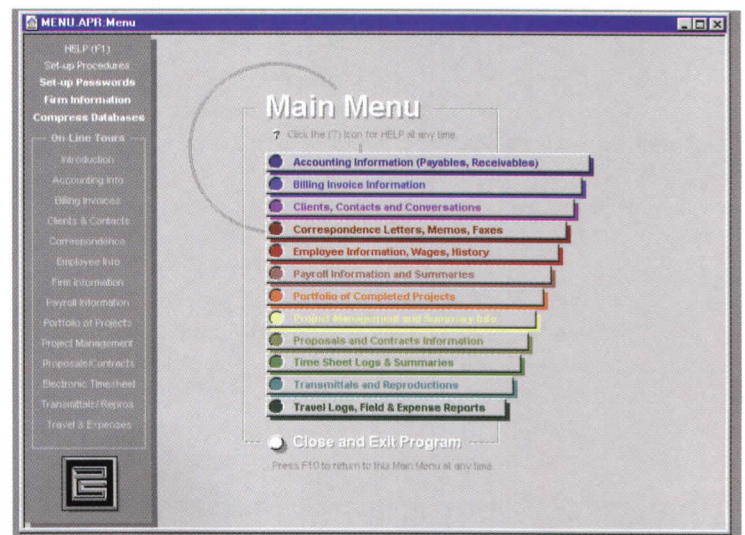 MENU.APR:Menu
HELP (F1)
Set-up Procedures
Set-up Passwords
Firm Information
Compress Databases
On-Line Tours
Introduction
Accounting Info
Billing Invoices
Clients & Contacts
Correspondence
Employee Info
Firm Information
Payroll Information
Portfolio of Projects
Project Management
Proposals/Contracts
Electronic Timesheet
Transmittals/Repros
Travel & Expenses
Main Menu
? Click the (?) Icon for HELP at any time.
Accounting Information (Payables, Receivables)
Billing Invoice Information
Clients, Contacts and Conversations
Correspondence Letters, Memos, Faxes
Employee Information, Wages, History
Payroll Information and Summaries
Portfolio of Completed Projects
Project Management and Summary Info
Proposals and Contracts Information
Time Sheet Logs & Summaries
Transmittals and Reproductions
Travel Logs, Field & Expense Reports
Close and Exit Program
Press F10 to return to this Main Menu at any time.